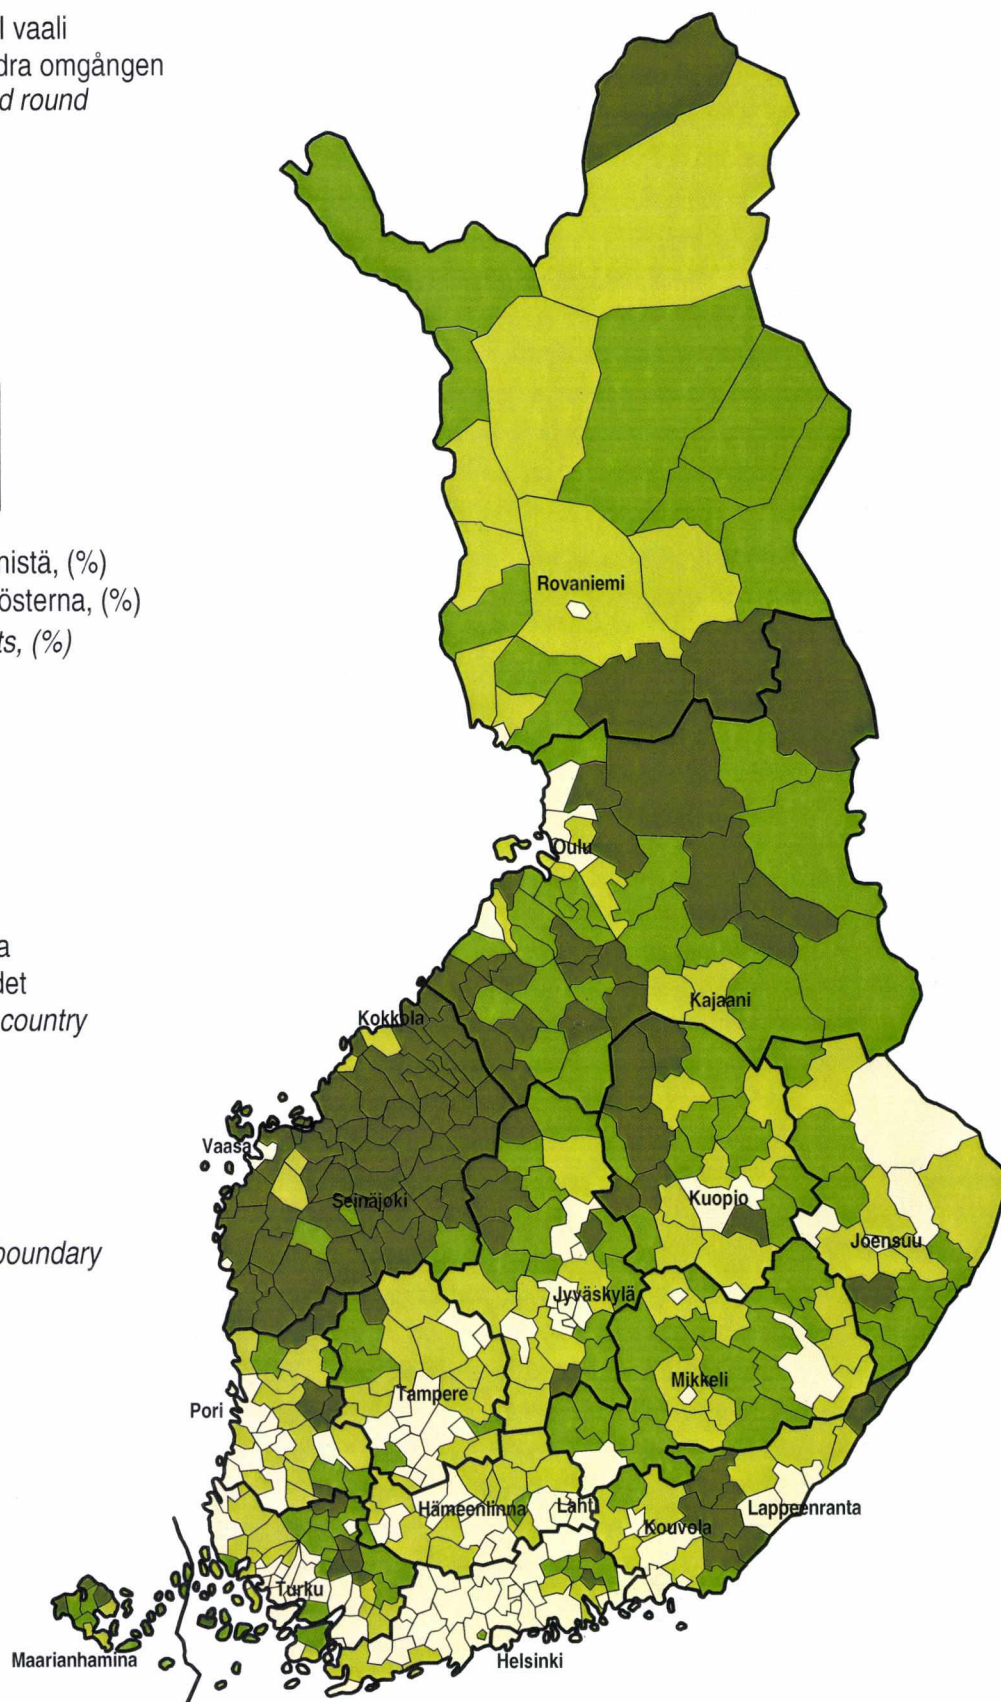 I vaali
dra omgången
d round
nistä, (%)
österna, (%)
ts, (%)
a
det
country
boundary
Rovaniemi
Oulu
Kajaani
Kokkola
Vaasa
Seinäjoki
Kuopio
Joensuu
Jyväskylä
Mikkeli
Tampere
Pori
Hämeenlinna
Lahti
Kouvola
Lappeenranta
Turku
Maarianhamina
Helsinki